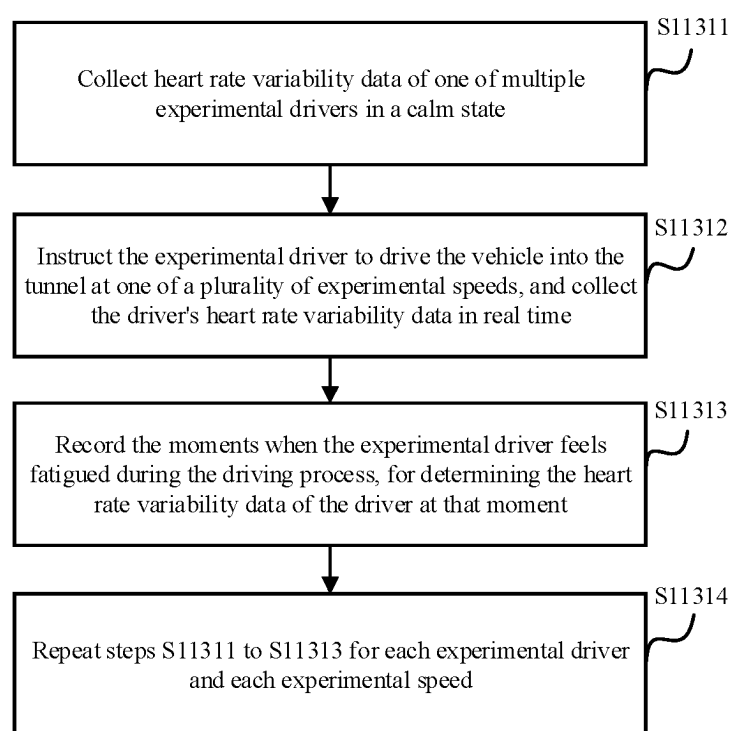 S11311
Collect heart rate variability data of one of multiple
experimental drivers in a calm state
S11312
Instruct the experimental driver to drive the vehicle into the
tunnel at one of a plurality of experimental speeds, and collect
the driver's heart rate variability data in real time
S11313
Record the moments when the experimental driver feels
fatigued during the driving process, for determining the heart
rate variability data of the driver at that moment
S11314
Repeat steps S11311 to S11313 for each experimental driver
and each experimental speed